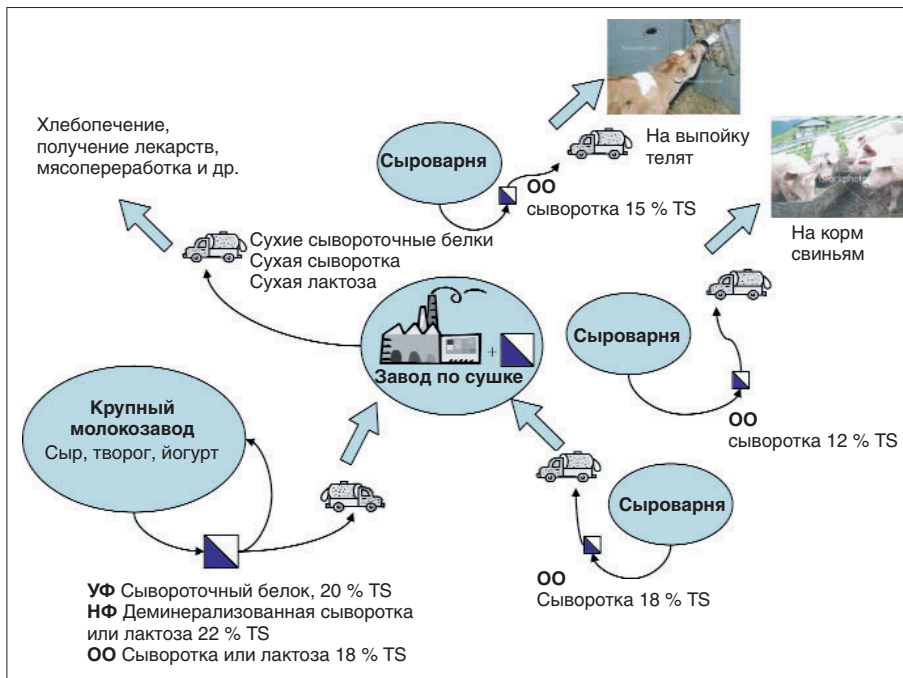 Хлебопечение,
получение лекарств,
мясопереработка и др.
Сыроварня
ОО
сыворотка 15 % TS
На выпойку
телят
На корм
свиньям
Сухие сывороточные белки
Сухая сыворотка
Сухая лактоза
+
Завод по сушке
Сыроварня
ОО
сыворотка 12 % TS
Крупный
молокозавод
Сыр, творог, йогурт
Сыроварня
ОО
Сыворотка 18 % TS
УФ Сывороточный белок, 20 % TS
НФ Деминерализованная сыворотка
или лактоза 22 % TS
ОО Сыворотка или лактоза 18 % TS